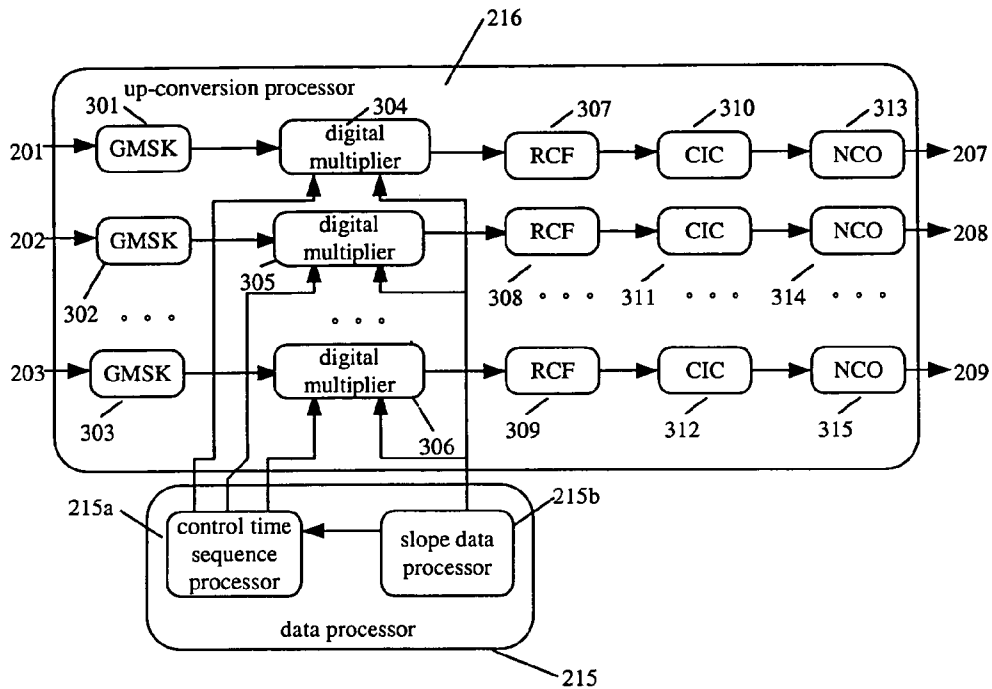 216
up-conversion processor
301
304
307
310
313
201
GMSK
digital
multiplier
RCF
CIC
NCO
207
202
GMSK
digital
multiplier
RCF
CIC
NCO
208
302
305
308
311
314
203
GMSK
digital
multiplier
RCF
CIC
NCO
209
303
306
309
312
315
215a
control time
sequence
processor
slope data
processor
215b
data processor
215